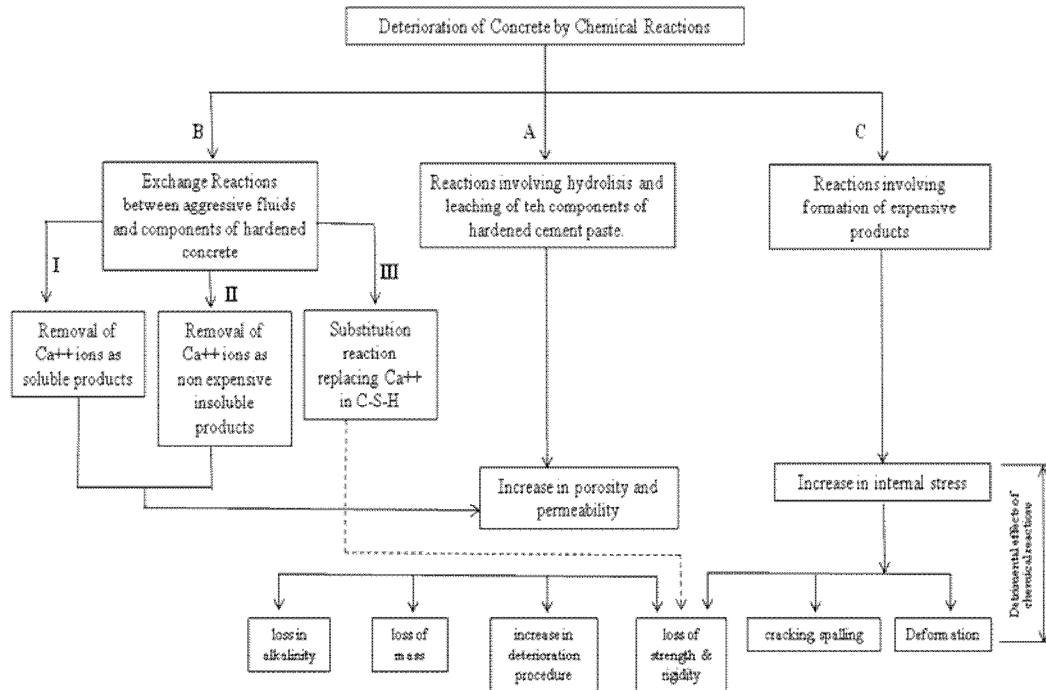 Deterioration of Concrete by Chemical Reactions
B
A
C
Exchange Reactions
between aggressive fluids
and components of hardened
concrete
Reactions involving hydrolisis and
leaching of teh components of
hardened cement paste.
Reactions involving
formation of expensive
products
I
II
III
Removal of
Ca++ ions as
soluble products
Removal of
Ca++ ions as
non expensive
insoluble
products
Substitution
reaction
replacing Ca++
in C-S-H
Increase in porosity and
permeability
Increase in internal stress
Detrimental effects of
chemical reactions
loss in
alkalinity
loss of
mass
increase in
deterioration
procedure
loss of
strength &
rigidity
cracking, spalling
Deformation